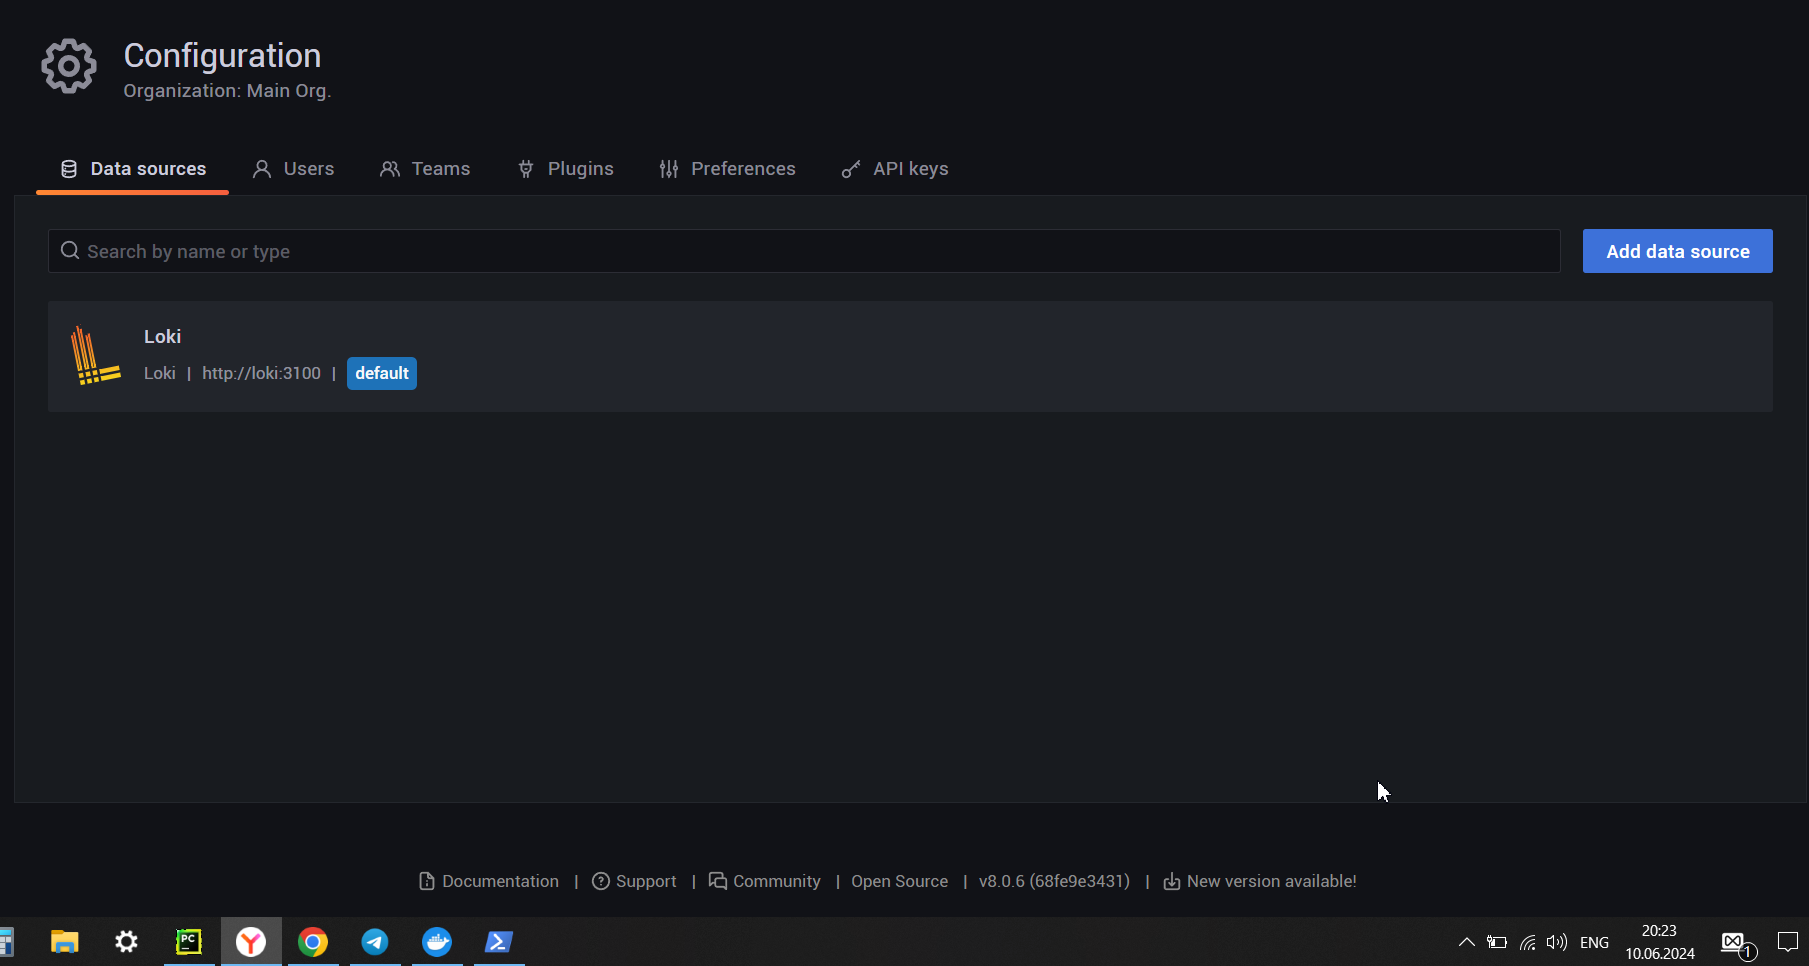 Configuration
Organization: Main Org.
Data sources
Users
Teams
Plugins
Preferences
API keys
Search by name or type
Add data source
Loki
Loki | http://loki:3100 | default
Documentation | Support | Community | Open Source | v8.0.6 (68fe9e3431) | New version available!
PC
ENG
20:23
10.06.2024
1